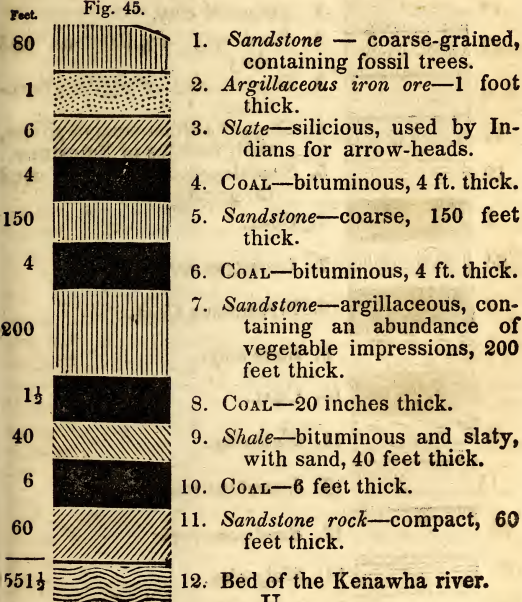 Fig. 45.
Feet.
80
1
6
4
150
4
200
1½
40
6
60
551½
1. Sandstone — coarse-grained,
containing fossil trees.
2. Argillaceous iron ore—1 foot
thick.
3. Slate—silicious, used by In-
dians for arrow-heads.
4. COAL—bituminous, 4 ft. thick.
5. Sandstone—coarse, 150 feet
thick.
6. COAL—bituminous, 4 ft. thick.
7. Sandstone—argillaceous, con-
taining an abundance of
vegetable impressions, 200
feet thick.
8. COAL—20 inches thick.
9. Shale—bituminous and slaty,
with sand, 40 feet thick.
10. COAL—6 feet thick.
11. Sandstone rock—compact, 60
feet thick.
12. Bed of the Kenawha river.